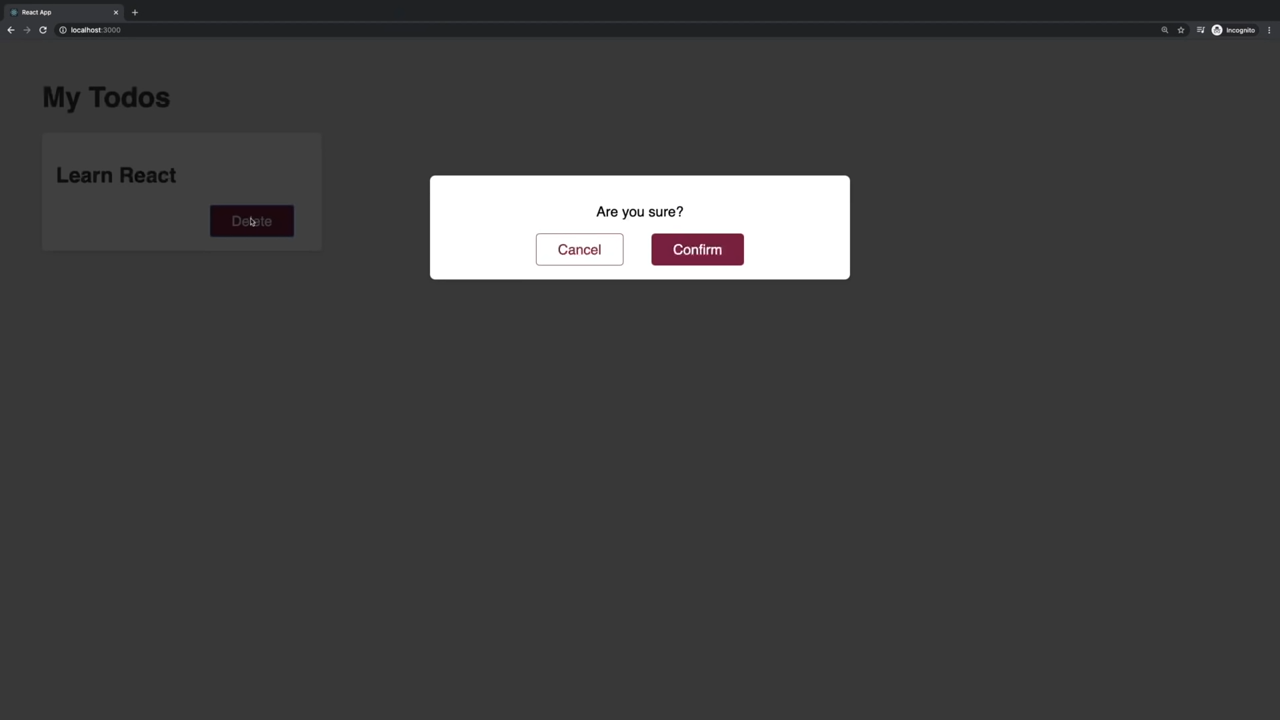 React App
localhost:3000
Incognito
My Todos
Learn React
Delete
Are you sure?
Cancel
Confirm